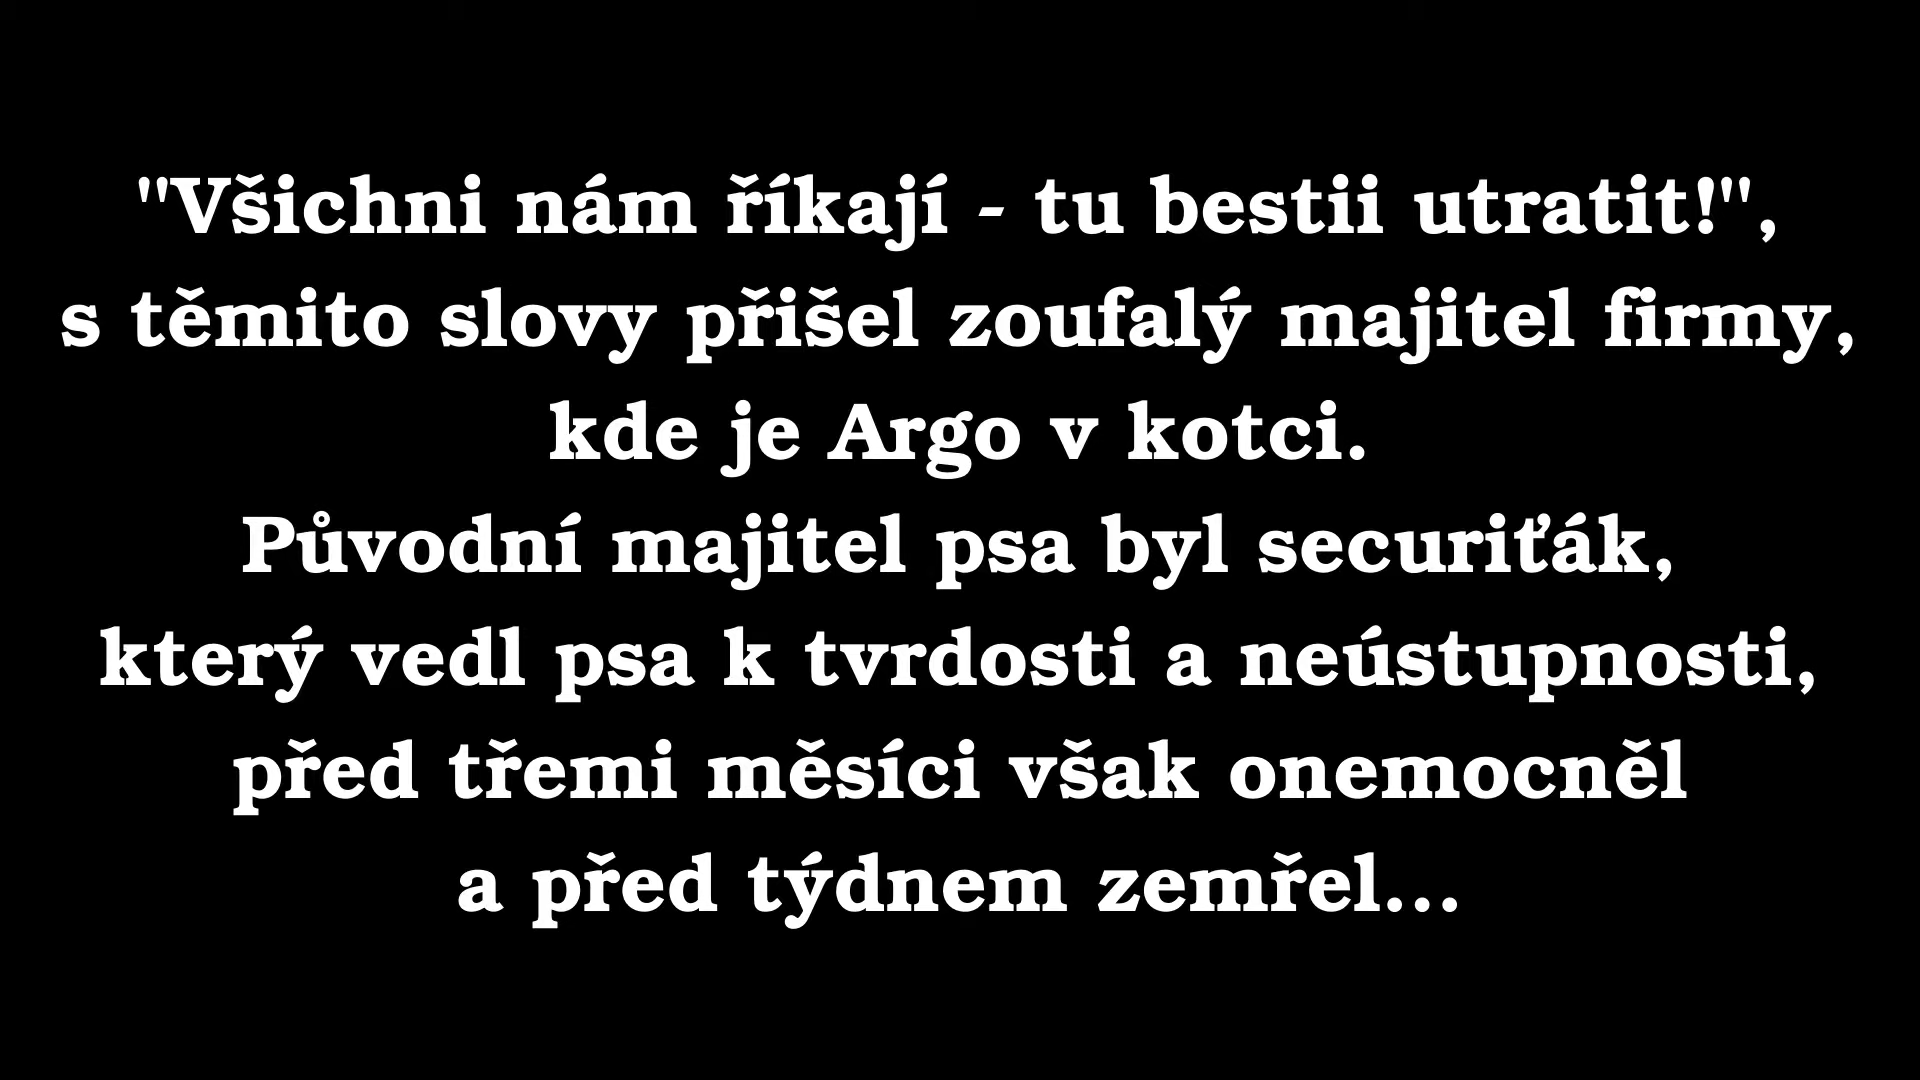 "Všichni nám říkají - tu bestii utratit!",
s těmito slovy přišel zoufalý majitel firmy,
kde je Argo v kotci.
Původní majitel psa byl securiťák,
který vedl psa k tvrdosti a neústupnosti,
před třemi měsíci však onemocněl
a před týdnem zemřel...